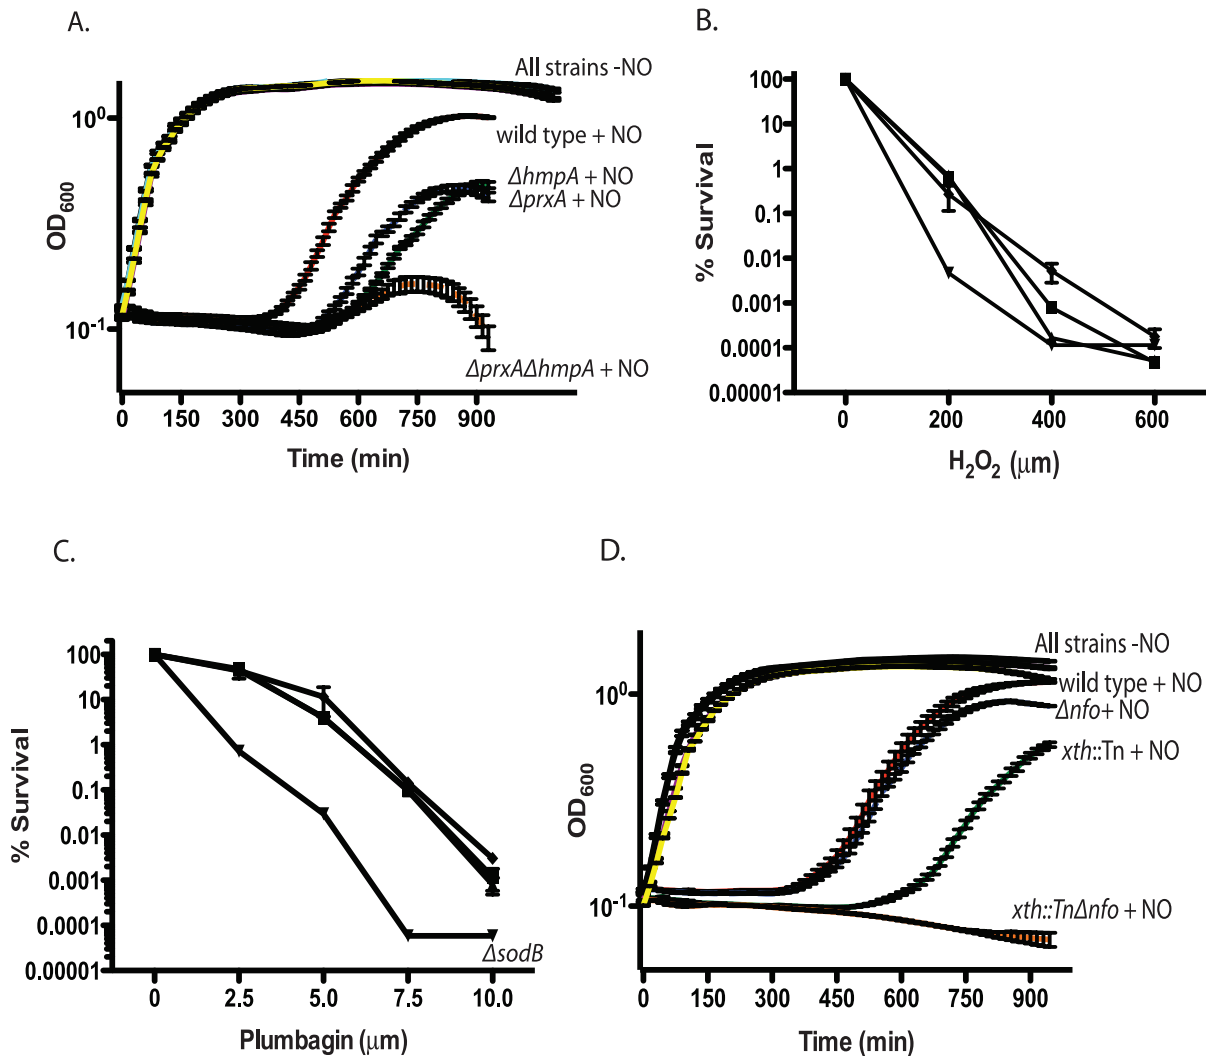 A.
All strains -NO
wild type + NO
ΔhmpA + NO
ΔprxA + NO
ΔprxAΔhmpA + NO
OD600
10^0
10^-1
0 150 300 450 600 750 900
Time (min)
B.
% Survival
100
10
1
0.1
0.01
0.001
0.0001
0.00001
0 200 400 600
H2O2 (μm)
C.
% Survival
100
10
1
0.1
0.01
0.001
0.0001
0.00001
ΔsodB
0 2.5 5.0 7.5 10.0
Plumbagin (μm)
D.
All strains -NO
wild type + NO
Δnfo+ NO
xth::Tn + NO
xth::TnΔnfo + NO
OD600
10^0
10^-1
0 150 300 450 600 750 900
Time (min)